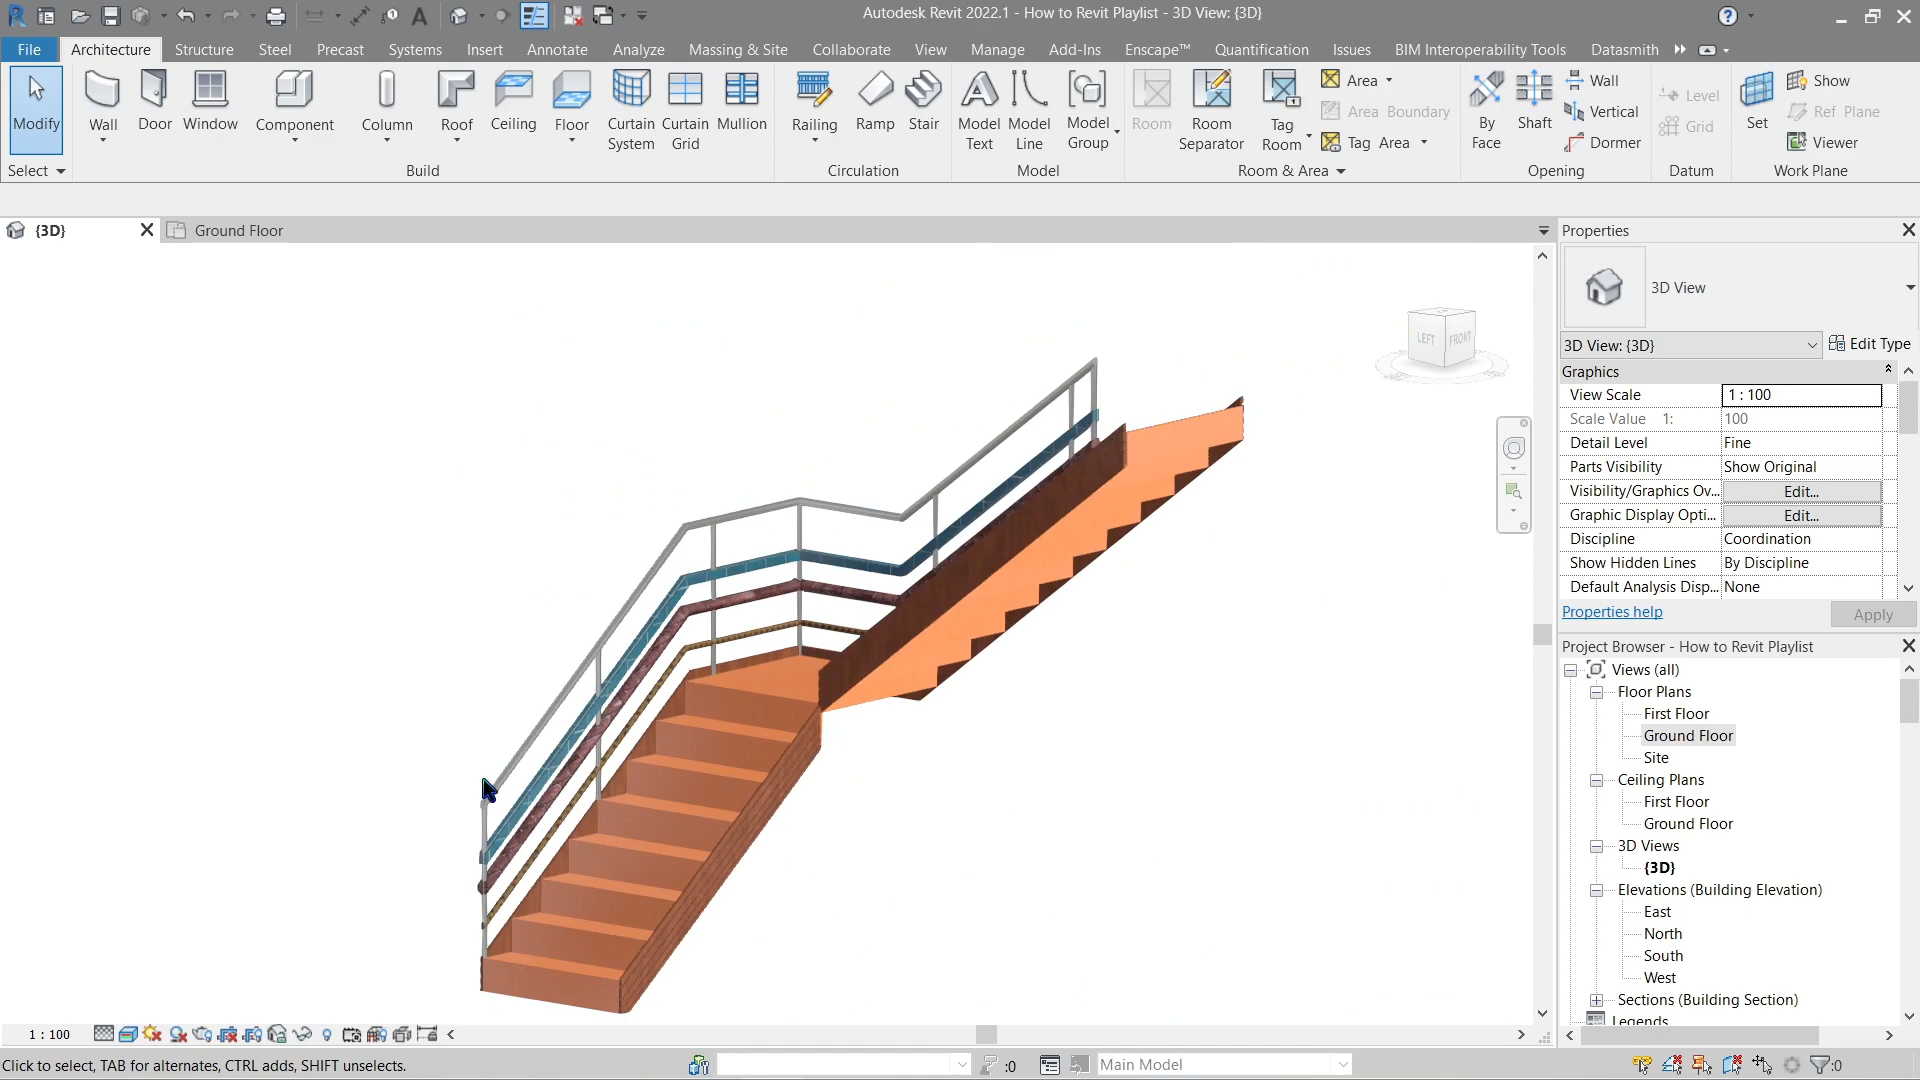 Autodesk Revit 2022.1 - How to Revit Playlist - 3D View: {3D}
File Architecture Structure Steel Precast Systems Insert Annotate Analyze Massing & Site Collaborate View Manage Add-Ins Enscape™ Quantification Issues BIM Interoperability Tools Datasmith
Modify Wall Door Window Component Column Roof Ceiling Floor Curtain System Curtain Grid Mullion Railing Ramp Stair Model Text Model Line Model Group Room Room Separator Tag Room
Area
Area Boundary
Tag Area
By Face Shaft
Wall
Vertical
Dormer
Level
Grid
Set
Show
Ref Plane
Viewer
Select Build Circulation Model Room & Area Opening Datum Work Plane
{3D} Ground Floor
LEFT FRONT
Properties
3D View
3D View: {3D} Edit Type
Graphics
View Scale 1 : 100
Scale Value 1: 100
Detail Level Fine
Parts Visibility Show Original
Visibility/Graphics Ov... Edit...
Graphic Display Opti... Edit...
Discipline Coordination
Show Hidden Lines By Discipline
Default Analysis Disp... None
Properties help Apply
Project Browser - How to Revit Playlist
Views (all)
Floor Plans
First Floor
Ground Floor
Site
Ceiling Plans
First Floor
Ground Floor
3D Views
{3D}
Elevations (Building Elevation)
East
North
South
West
Sections (Building Section)
Legends
1 : 100
Click to select, TAB for alternates, CTRL adds, SHIFT unselects. :0 Main Model :0